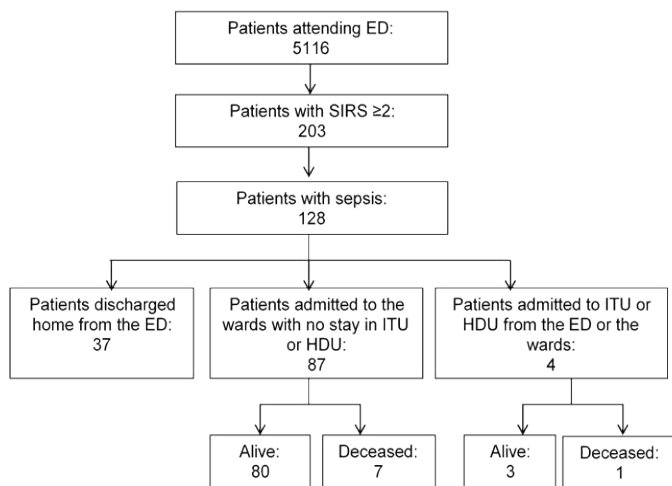 Patients attending ED:
5116
Patients with SIRS ≥2:
203
Patients with sepsis:
128
Patients discharged
home from the ED:
37
Patients admitted to the
wards with no stay in ITU
or HDU:
87
Patients admitted to ITU or
HDU from the ED or the
wards:
4
Alive:
80
Deceased:
7
Alive:
3
Deceased:
1